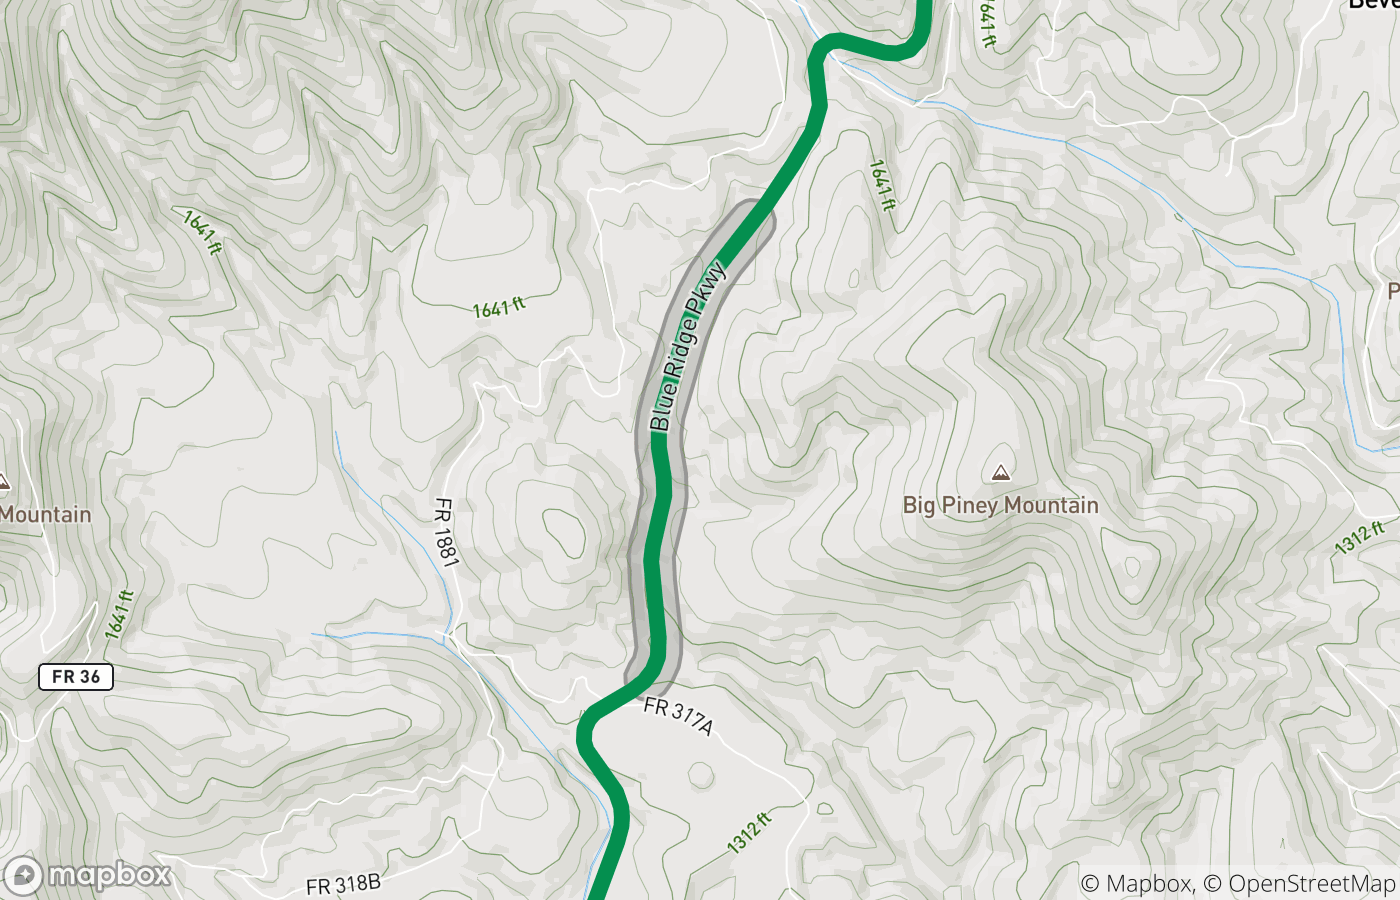 Beve
1641 ft
1641 ft
1641 ft
1641 ft
Blue Ridge Pkwy
P
Big Piney Mountain
Mountain
FR 1881
1312 ft
1641 ft
FR 36
FR 317A
1312 ft
FR 318B
mapbox
© Mapbox, © OpenStreetMap